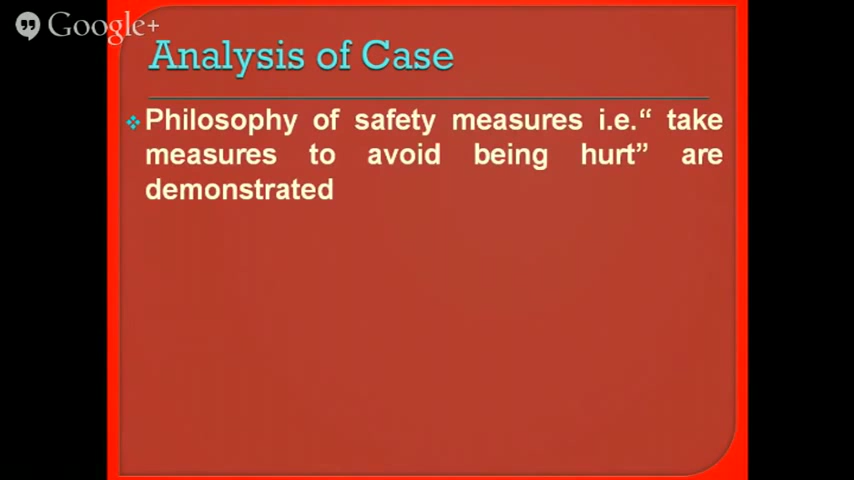 Google+
Analysis of Case
Philosophy of safety measures i.e.“ take
measures to avoid being hurt” are
demonstrated